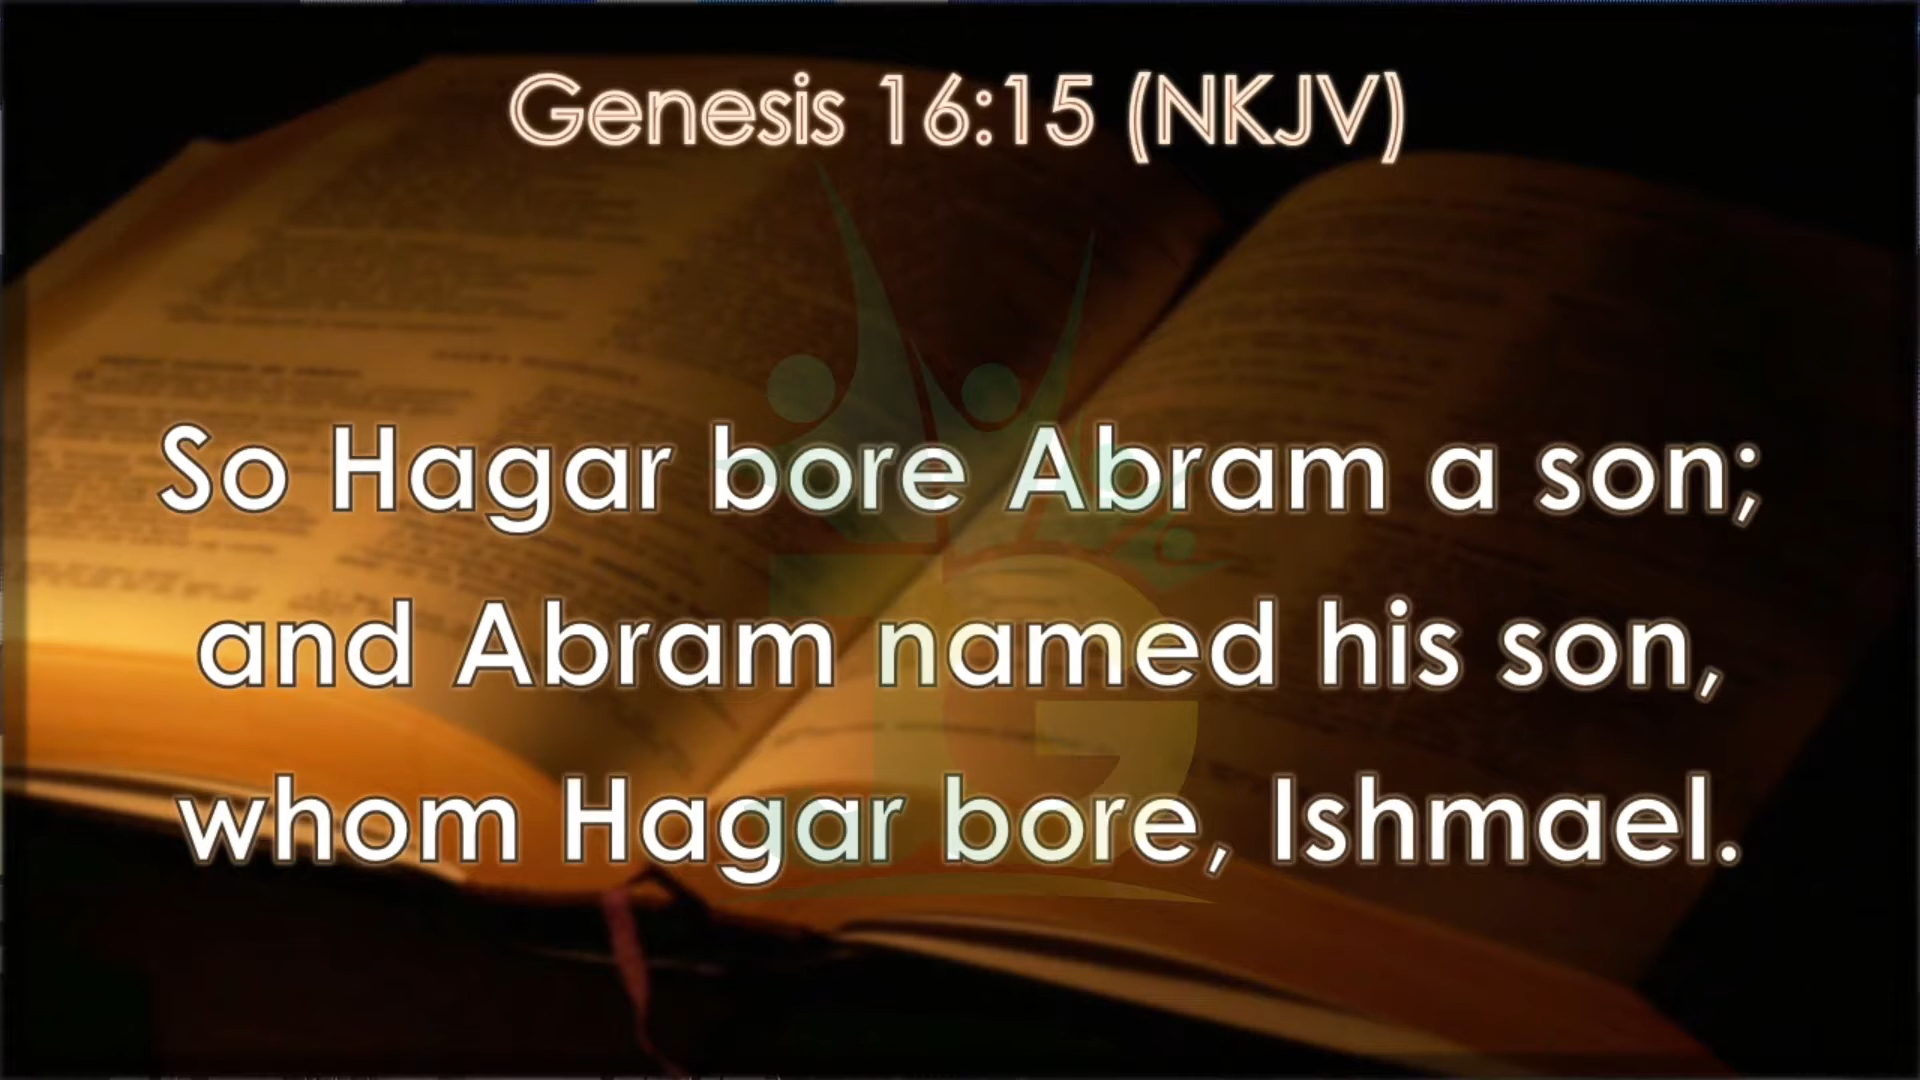 Genesis 16:15 (NKJV)
So Hagar bore Abram a son;
and Abram named his son,
whom Hagar bore, Ishmael.